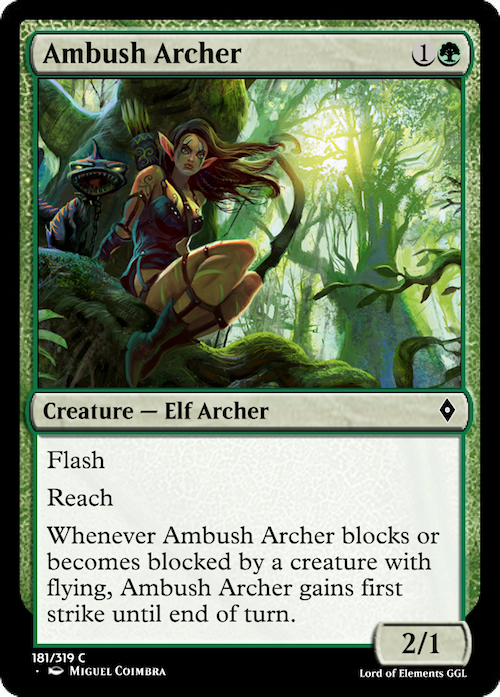 Ambush Archer 1
Creature — Elf Archer
Flash
Reach
Whenever Ambush Archer blocks or
becomes blocked by a creature with
flying, Ambush Archer gains first
strike until end of turn.
2/1
181/319 C
· Miguel Coimbra
Lord of Elements GGL